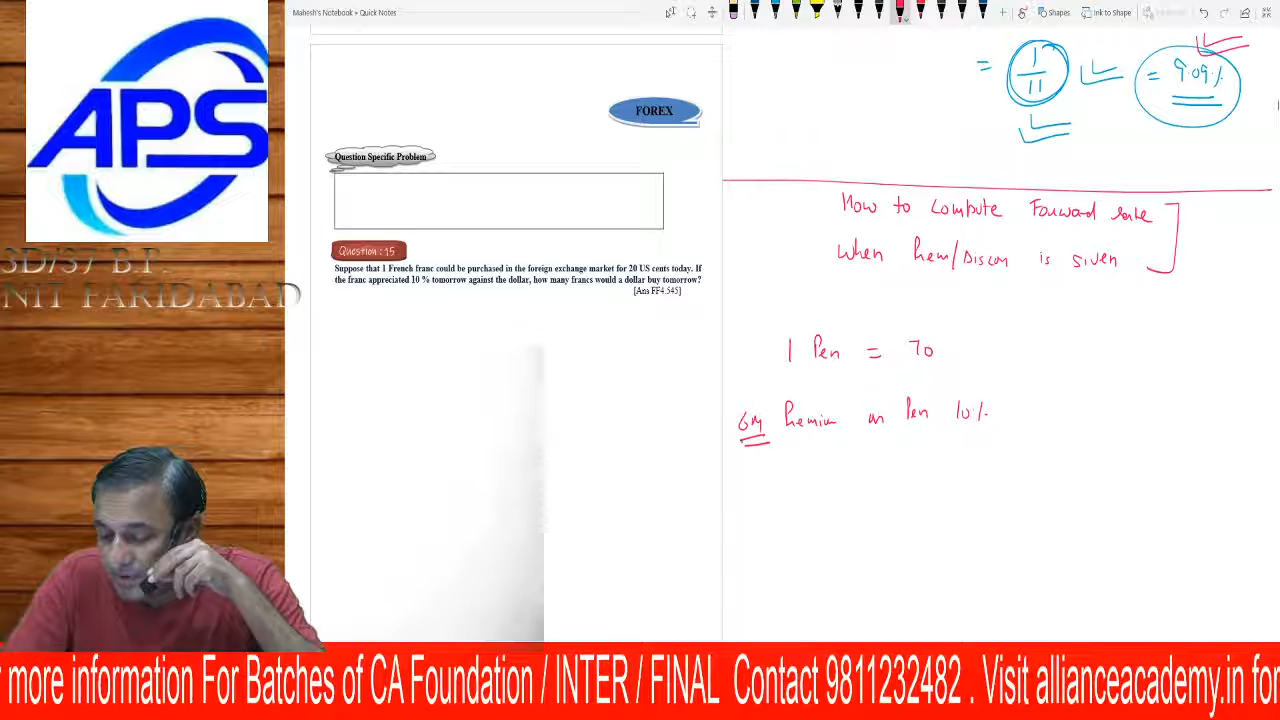 Mahesh's Notebook » Quick Notes
Shapes
Ink to Shape
APS
3D/37 B.P.
NIT FARIDABAD
FOREX
Question Specific Problem
Question : 15
Suppose that 1 French franc could be purchased in the foreign exchange market for 20 US cents today. If
the franc appreciated 10 % tomorrow against the dollar, how many francs would a dollar buy tomorrow?
[Ans FF4.545]
= 1/11 = 9.09%
How to Compute Forward rate
When Prem/Discon is given
1 Pen = 70
6M Premium on Pen 10%
r more information For Batches of CA Foundation / INTER / FINAL Contact 9811232482 . Visit allianceacademy.in for